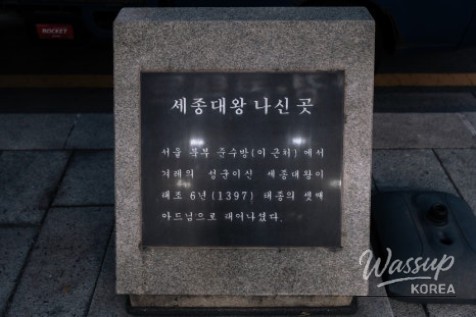 ROCKET
세종대왕 나신 곳
서울 북부 준수방(이 근처)에서
겨레의 성군이신 세종대왕이
태조 6년(1397) 태종의 셋째
아드님으로 태어나셨다.
Wassup
KOREA